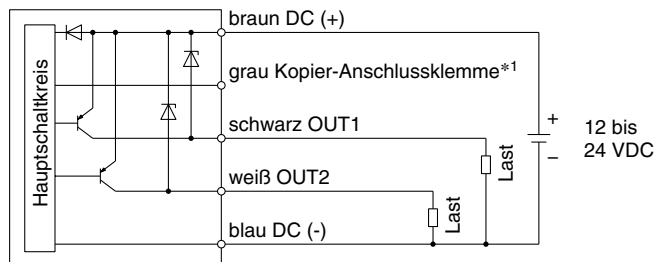 braun DC (+)
grau Kopier-Anschlussklemme*1
schwarz OUT1
weiß OUT2
blau DC (-)
Hauptschaltkreis
Last
Last
+
12 bis
24 VDC
−